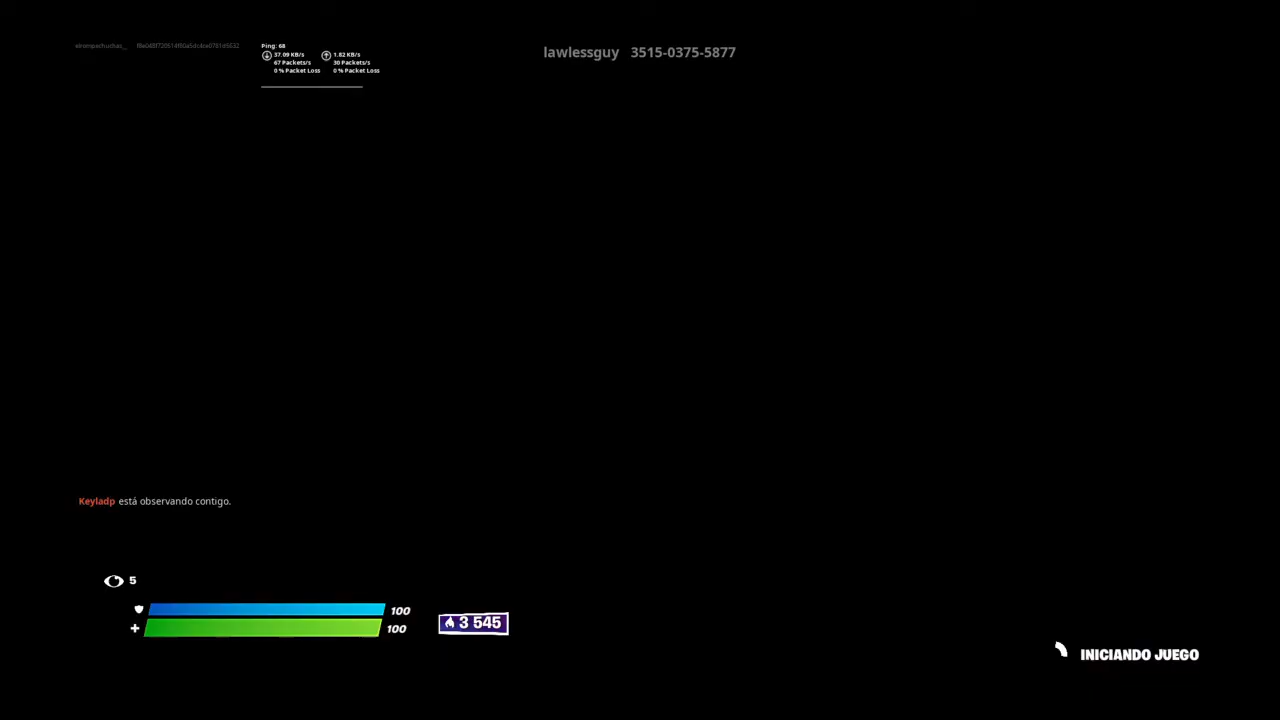 Ping: 68
37.09 KB/s 1.82 KB/s
67 Packets/s 30 Packets/s
0 % Packet Loss 0 % Packet Loss
lawlessguy 3515-0375-5877
Keyladp está observando contigo.
5
100
100
3 545
INICIANDO JUEGO